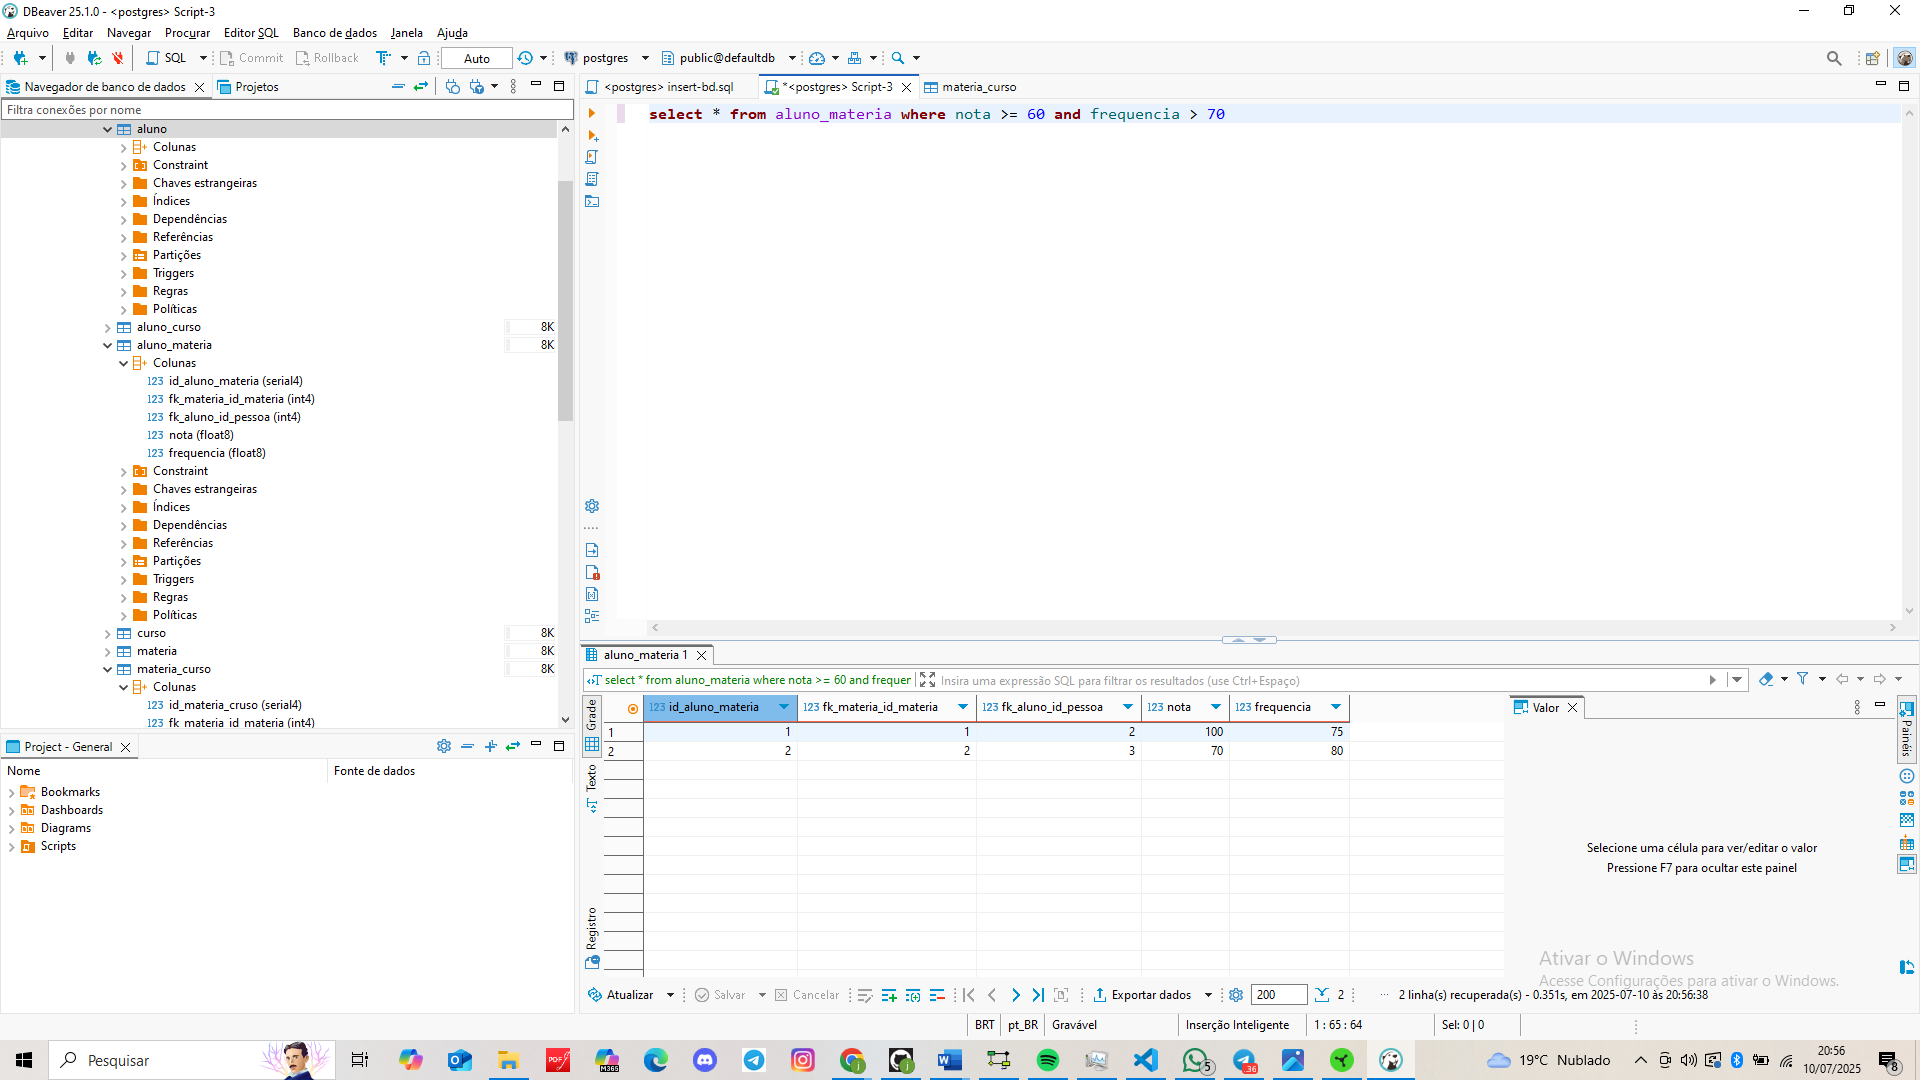 DBeaver 25.1.0 - <postgres> Script-3
Arquivo Editar Navegar Procurar Editor SQL Banco de dados Janela Ajuda
SQL Commit Rollback Auto postgres public@defaultdb
Navegador de banco de dados Projetos
<postgres> insert-bd.sql *<postgres> Script-3 materia_curso
Filtra conexões por nome
select * from aluno_materia where nota >= 60 and frequencia > 70
aluno
Colunas
Constraint
Chaves estrangeiras
Índices
Dependências
Referências
Partições
Triggers
Regras
Políticas
aluno_curso 8K
aluno_materia 8K
Colunas
123 id_aluno_materia (serial4)
123 fk_materia_id_materia (int4)
123 fk_aluno_id_pessoa (int4)
123 nota (float8)
123 frequencia (float8)
Constraint
Chaves estrangeiras
Índices
Dependências
Referências
Partições
Triggers
Regras
Políticas
curso 8K
materia 8K
materia_curso 8K
Colunas
123 id_materia_cruso (serial4)
123 fk_materia_id_materia (int4)
Project - General
Nome Fonte de dados
Bookmarks
Dashboards
Diagrams
Scripts
aluno_materia 1
select * from aluno_materia where nota >= 60 and frequer Insira uma expressão SQL para filtrar os resultados (use Ctrl+Espaço)
Grade
Texto
Registro
123 id_aluno_materia 123 fk_materia_id_materia 123 fk_aluno_id_pessoa 123 nota 123 frequencia
1 1 1 2 100 75
2 2 2 3 70 80
Valor
Painéis
Selecione uma célula para ver/editar o valor
Pressione F7 para ocultar este painel
Ativar o Windows
Acesse Configurações para ativar o Windows.
Atualizar Salvar Cancelar Exportar dados 200 2 2 linha(s) recuperada(s) - 0.351s, em 2025-07-10 às 20:56:38
BRT pt_BR Gravável Inserção Inteligente 1 : 65 : 64 Sel: 0 | 0
Pesquisar
PDF
M365
5
36
19°C Nublado
20:56
10/07/2025
8